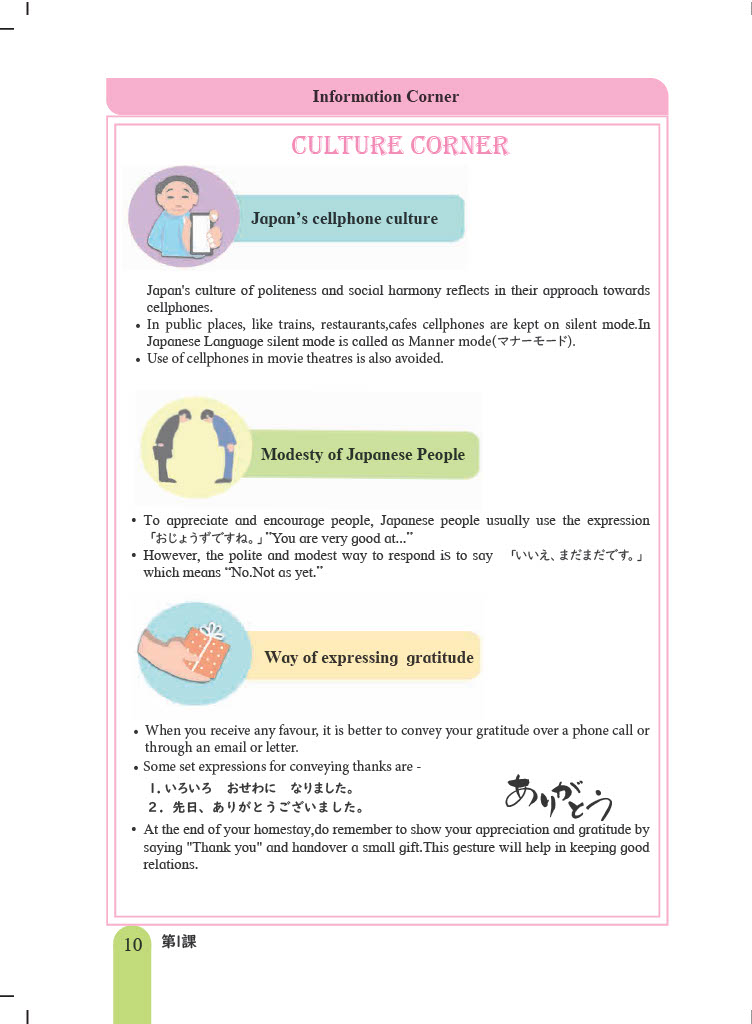 Information Corner
CULTURE CORNER
Japan's cellphone culture
Japan's culture of politeness and social harmony reflects in their approach towards
cellphones.
• In public places, like trains, restaurants,cafes cellphones are kept on silent mode.In
Japanese Language silent mode is called as Manner mode(マナーモード).
• Use of cellphones in movie theatres is also avoided.
Modesty of Japanese People
• To appreciate and encourage people, Japanese people usually use the expression
「おじょうずですね。」"You are very good at..."
• However, the polite and modest way to respond is to say 「いいえ、まだまだです。」
which means “No.Not as yet.”
Way of expressing gratitude
• When you receive any favour, it is better to convey your gratitude over a phone call or
through an email or letter.
• Some set expressions for conveying thanks are -
1. いろいろ おせわに なりました。
２．先日、ありがとうございました。
ありがとう
• At the end of your homestay,do remember to show your appreciation and gratitude by
saying "Thank you" and handover a small gift.This gesture will help in keeping good
relations.
10 第1課